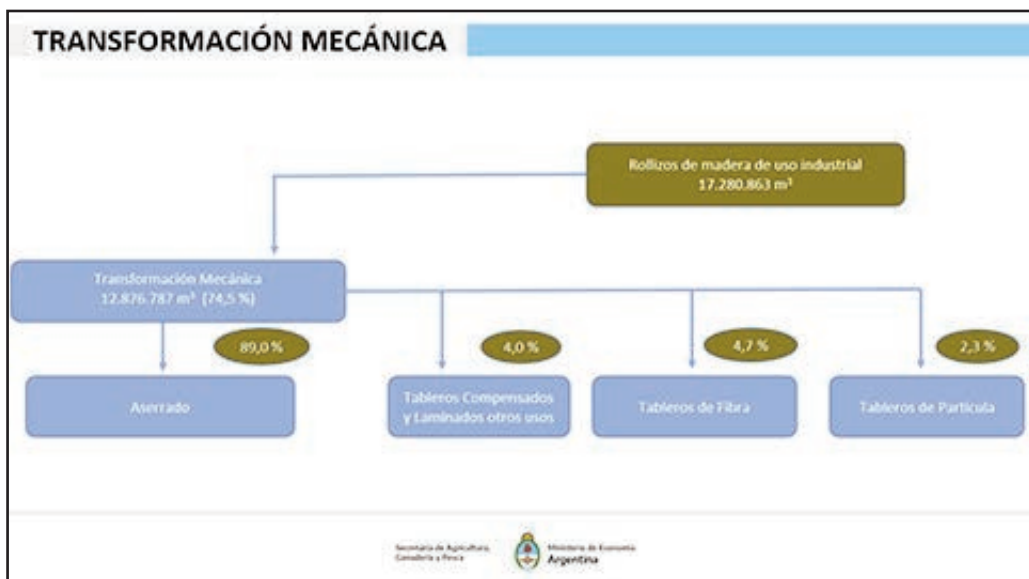 TRANSFORMACIÓN MECÁNICA
Rollizos de madera de uso industrial
17.280.863 m³
Transformación Mecánica
12.876.787 m³ (74,5 %)
89,0 %
4,0 %
4,7 %
2,3 %
Aserrado
Tableros Compensados
y Laminados otros usos
Tableros de Fibra
Tableros de Partícula
Secretaría de Agricultura,
Ganadería y Pesca
Ministerio de Economía
Argentina